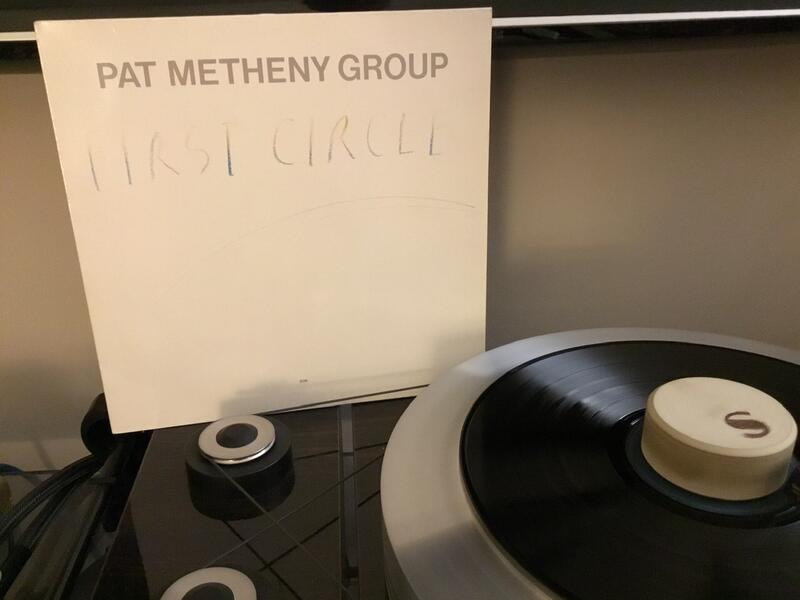 PAT METHENY GROUP
FIRST CIRCLE